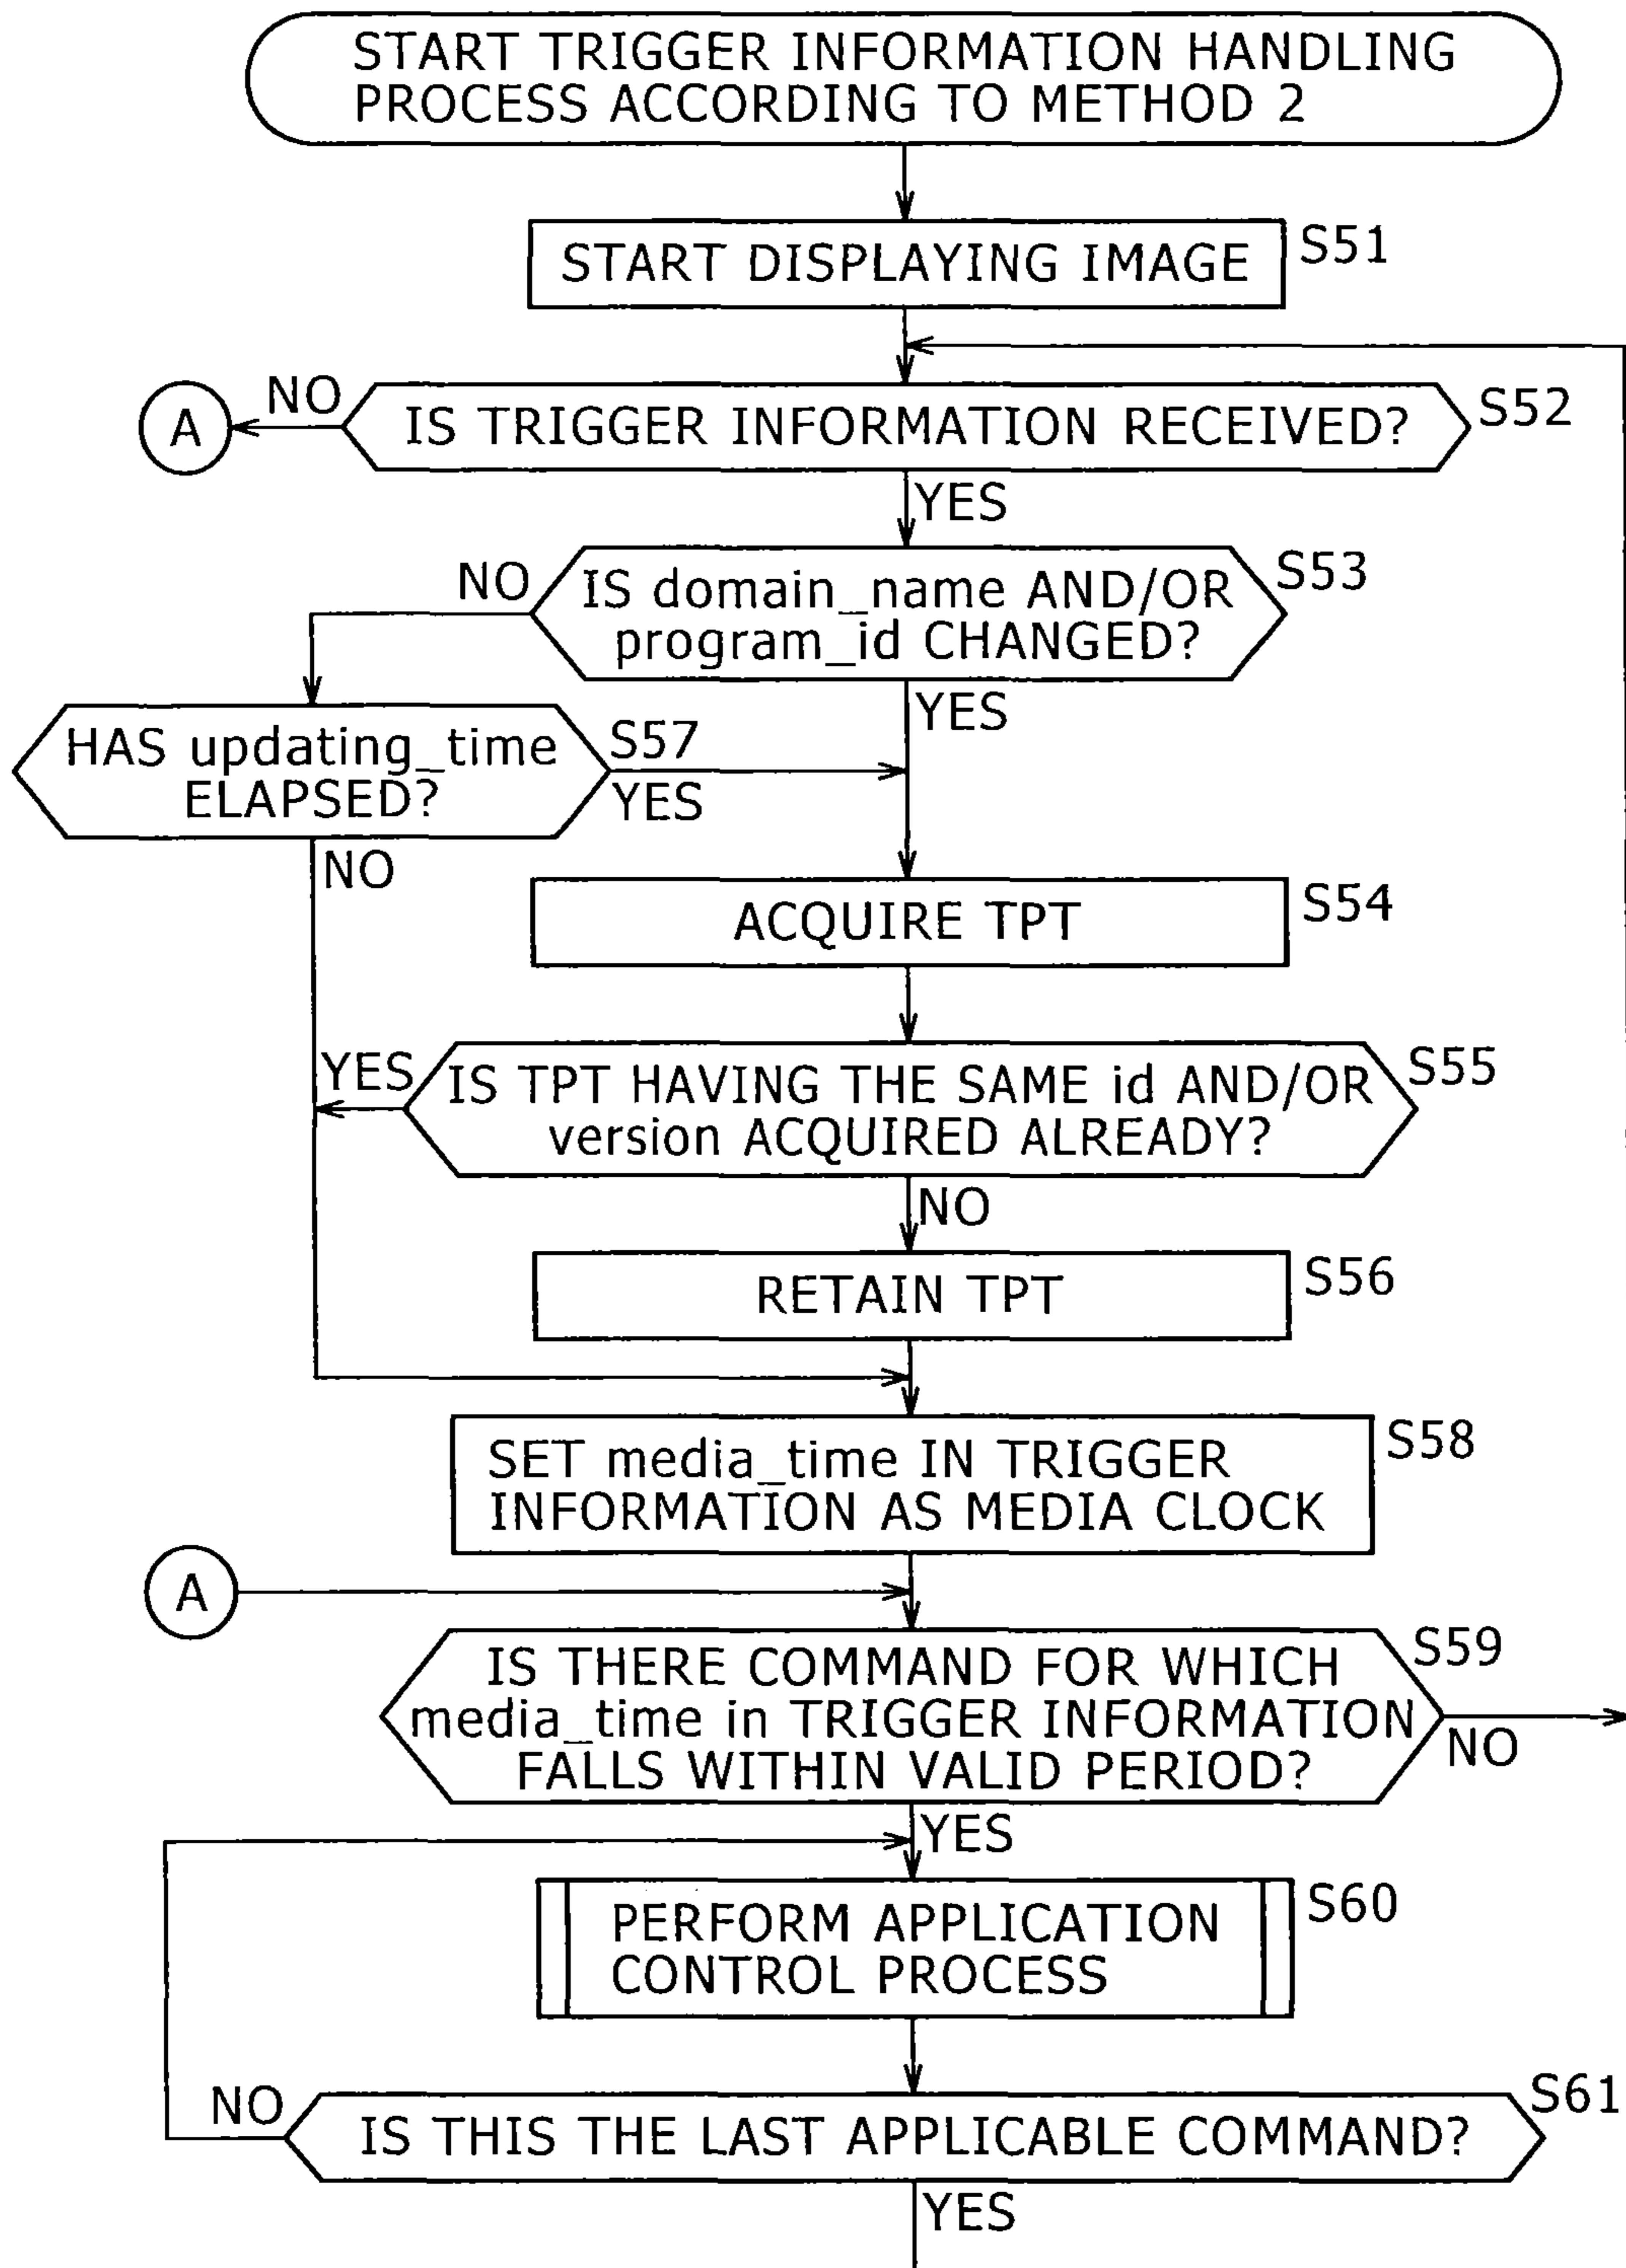 START TRIGGER INFORMATION HANDLING
PROCESS ACCORDING TO METHOD 2
START DISPLAYING IMAGE
S51
A
NO
IS TRIGGER INFORMATION RECEIVED?
S52
YES
NO
IS domain_name AND/OR
program_id CHANGED?
S53
YES
HAS updating_time
ELAPSED?
S57
YES
NO
ACQUIRE TPT
S54
YES
IS TPT HAVING THE SAME id AND/OR
version ACQUIRED ALREADY?
S55
NO
RETAIN TPT
S56
SET media_time IN TRIGGER
INFORMATION AS MEDIA CLOCK
S58
A
IS THERE COMMAND FOR WHICH
media_time in TRIGGER INFORMATION
FALLS WITHIN VALID PERIOD?
S59
NO
YES
PERFORM APPLICATION
CONTROL PROCESS
S60
NO
IS THIS THE LAST APPLICABLE COMMAND?
S61
YES